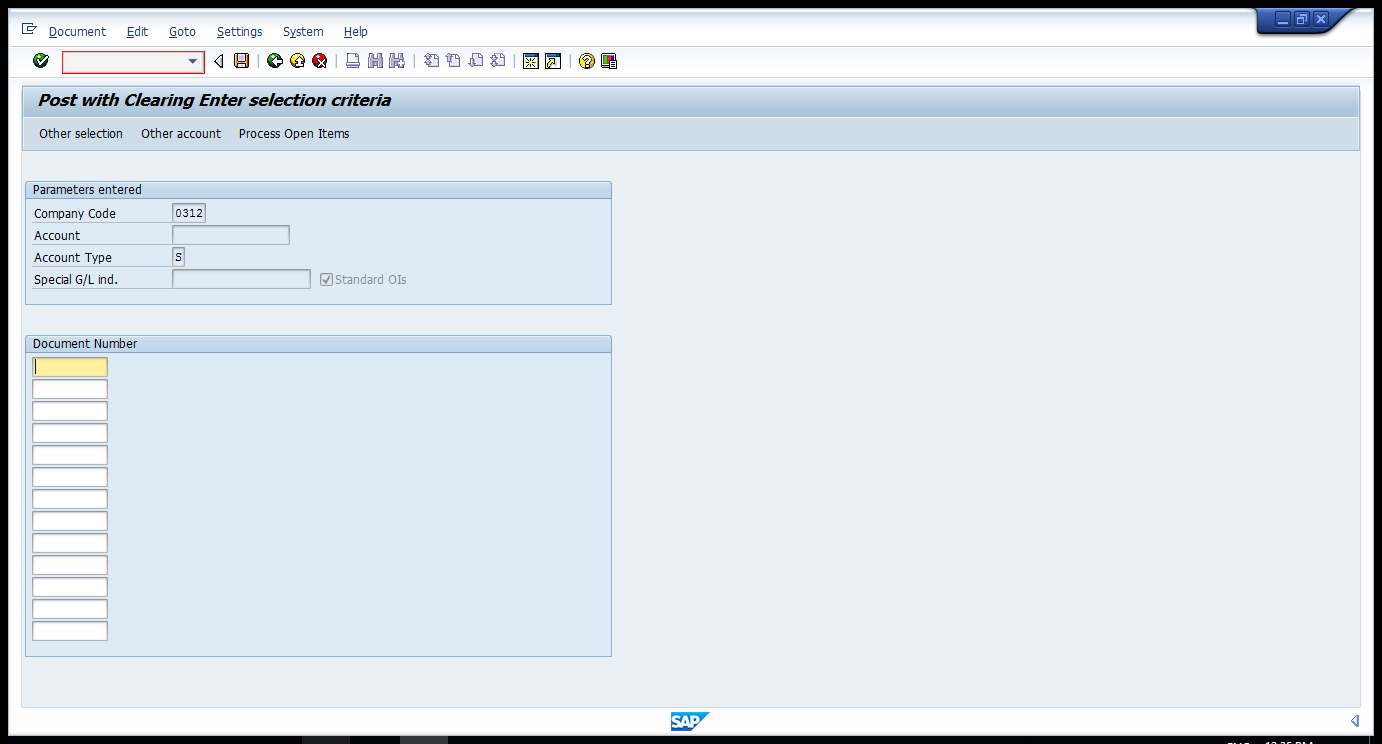 Document Edit Goto Settings System Help
Post with Clearing Enter selection criteria
Other selection Other account Process Open Items
Parameters entered
Company Code 0312
Account
Account Type S
Special G/L ind. Standard OIs
Document Number
SAP